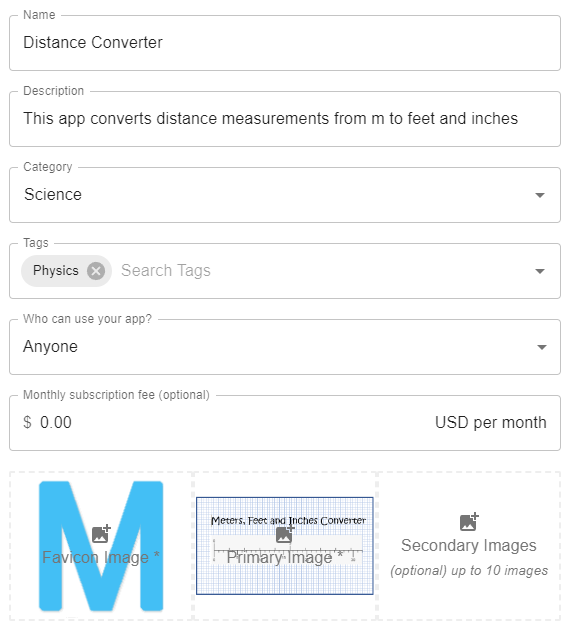 Name
Distance Converter
Description
This app converts distance measurements from m to feet and inches
Category
Science
Tags
Physics
Search Tags
Who can use your app?
Anyone
Monthly subscription fee (optional)
$ 0.00 USD per month
M
Favicon Image *
Meters, Feet and Inches Converter
Primary Image *
Secondary Images
(optional) up to 10 images